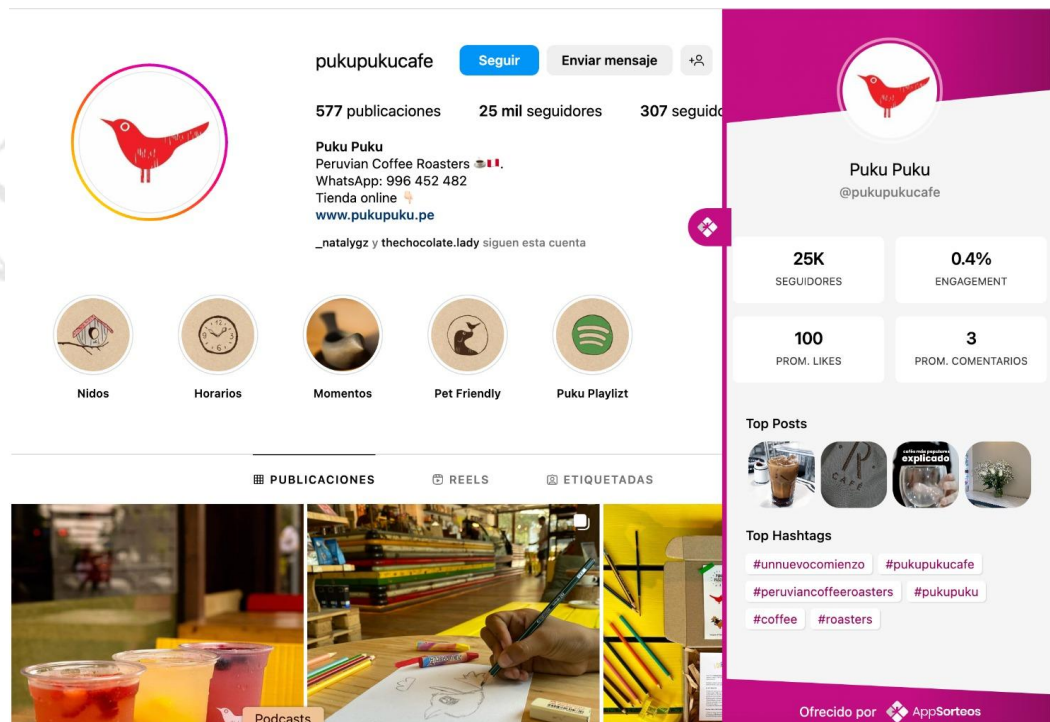 pukupukucafe Seguir Enviar mensaje
577 publicaciones 25 mil seguidores 307 seguido
Puku Puku
Peruvian Coffee Roasters ☕🇵🇪.
WhatsApp: 996 452 482
Tienda online 👇🏻
www.pukupuku.pe
_natalygz y thechocolate.lady siguen esta cuenta
Nidos Horarios Momentos Pet Friendly Puku Playlizt
PUBLICACIONES REELS ETIQUETADAS
Podcasts
Puku Puku
@pukupukucafe
25K 0.4%
SEGUIDORES ENGAGEMENT
100 3
PROM. LIKES PROM. COMENTARIOS
Top Posts
CAFÉ
explicado
Top Hashtags
#unnuevocomienzo #pukupukucafe
#peruviancoffeeroasters #pukupuku
#coffee #roasters
Ofrecido por AppSorteos